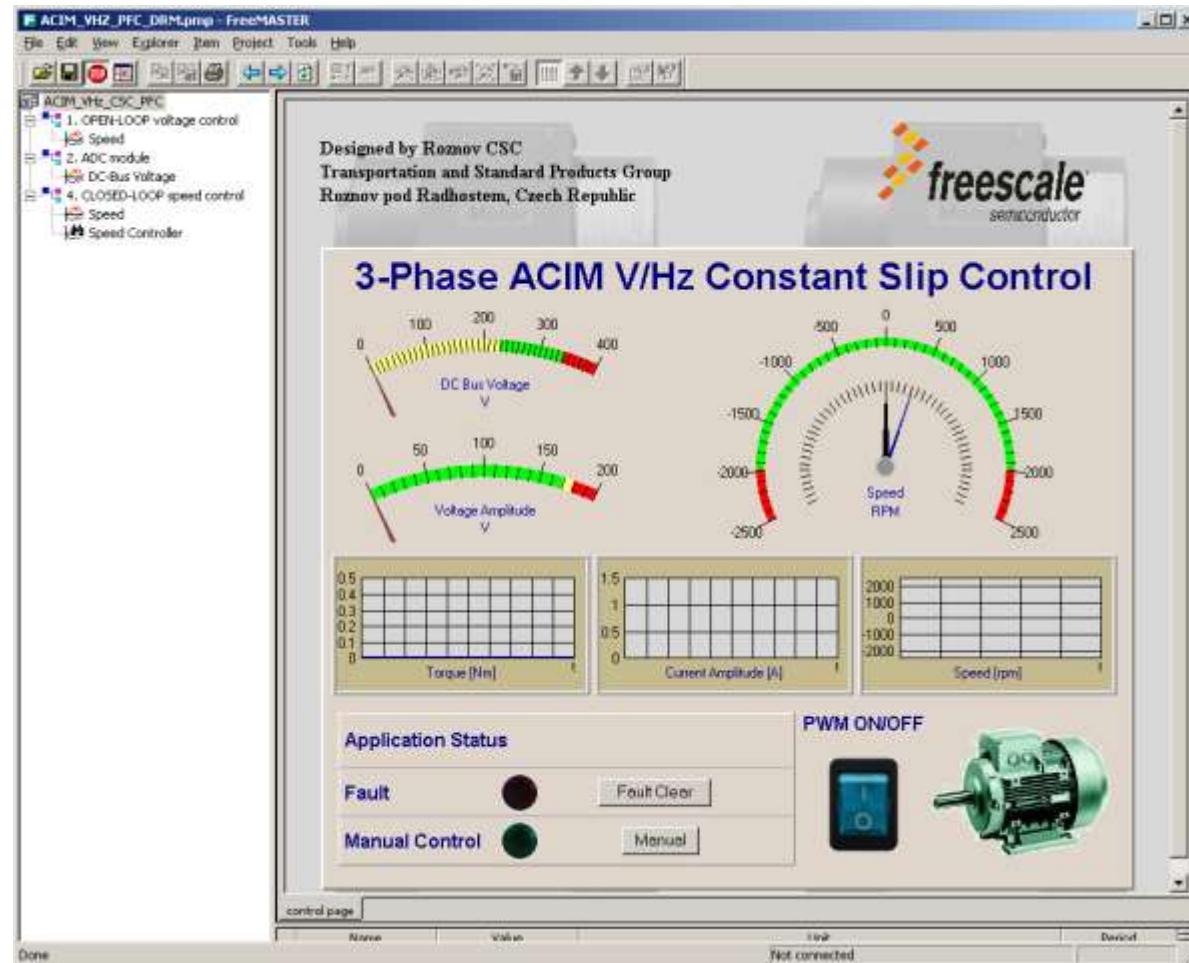 ACIM_VHZ_PFC_DRM.pmp - FreeMASTER
File Edit View Explorer Item Project Tools Help
ACIM_VHz_CSC_PFC
1. OPEN-LOOP voltage control
Speed
2. ADC module
DC-Bus Voltage
4. CLOSED-LOOP speed control
Speed
Speed Controller
Designed by Roznov CSC
Transportation and Standard Products Group
Roznov pod Radhostem, Czech Republic
freescale
semiconductor
3-Phase ACIM V/Hz Constant Slip Control
0 100 200 300 400
DC Bus Voltage
V
0 50 100 150 200
Voltage Amplitude
V
-2500 -2000 -1500 -1000 -500 0 500 1000 1500 2000 2500
Speed
RPM
0.5
0.4
0.3
0.2
0.1
0
Torque [Nm]
t
1.5
1
0.5
0
Current Amplitude [A]
t
2000
1000
0
-1000
-2000
Speed [rpm]
t
Application Status
Fault
Fault Clear
Manual Control
Manual
PWM ON/OFF
I
O
control page
Name Value Unit Period
Done
Not connected